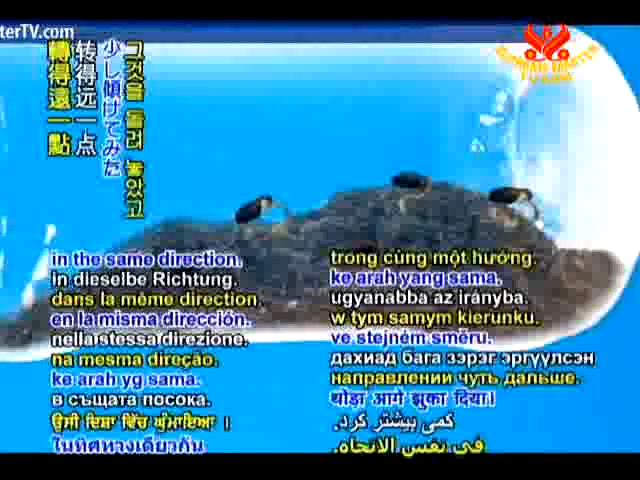 terTV.com
轉得遠一點
转得远一点
少し傾けてみた
그것을 돌려 놓았고
in the same direction.
In dieselbe Richtung.
dans la même direction
en la misma dirección.
nella stessa direzione.
na mesma direção.
ke arah yg sama.
в същата посока.
ਉਸੀ ਦਿਸ਼ਾ ਵਿੱਚ ਘੁੰਮਾਇਆ ।
ในทิศทางเดียวกัน
trong cùng một hướng.
ke arah yang sama.
ugyanabba az irányba.
w tym samym kierunku.
ve stejném směru.
дахиад бага зэрэг эргүүлсэн
направлении чуть дальше.
थोड़ा आगे झुका दिया।
کمی بیشتر کرد.
في نفس الاتجاه.